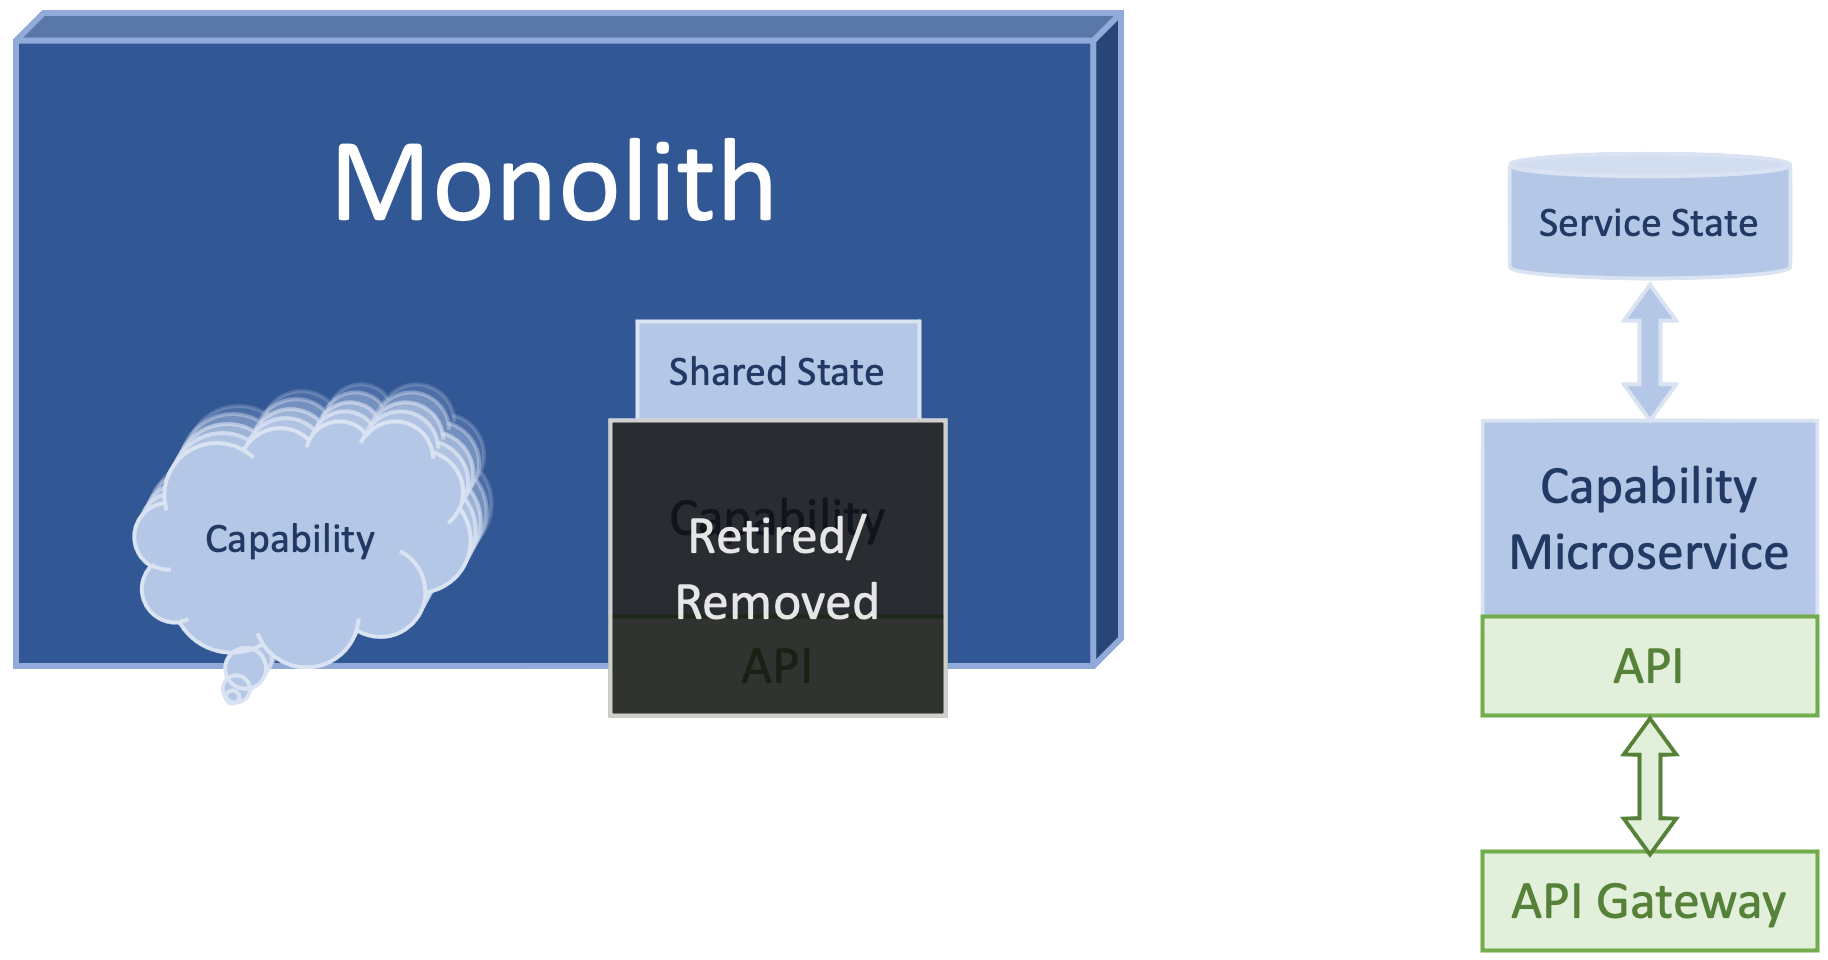 Monolith
Shared State
Capability
Capability
Retired/
Removed
API
Service State
Capability
Microservice
API
API Gateway